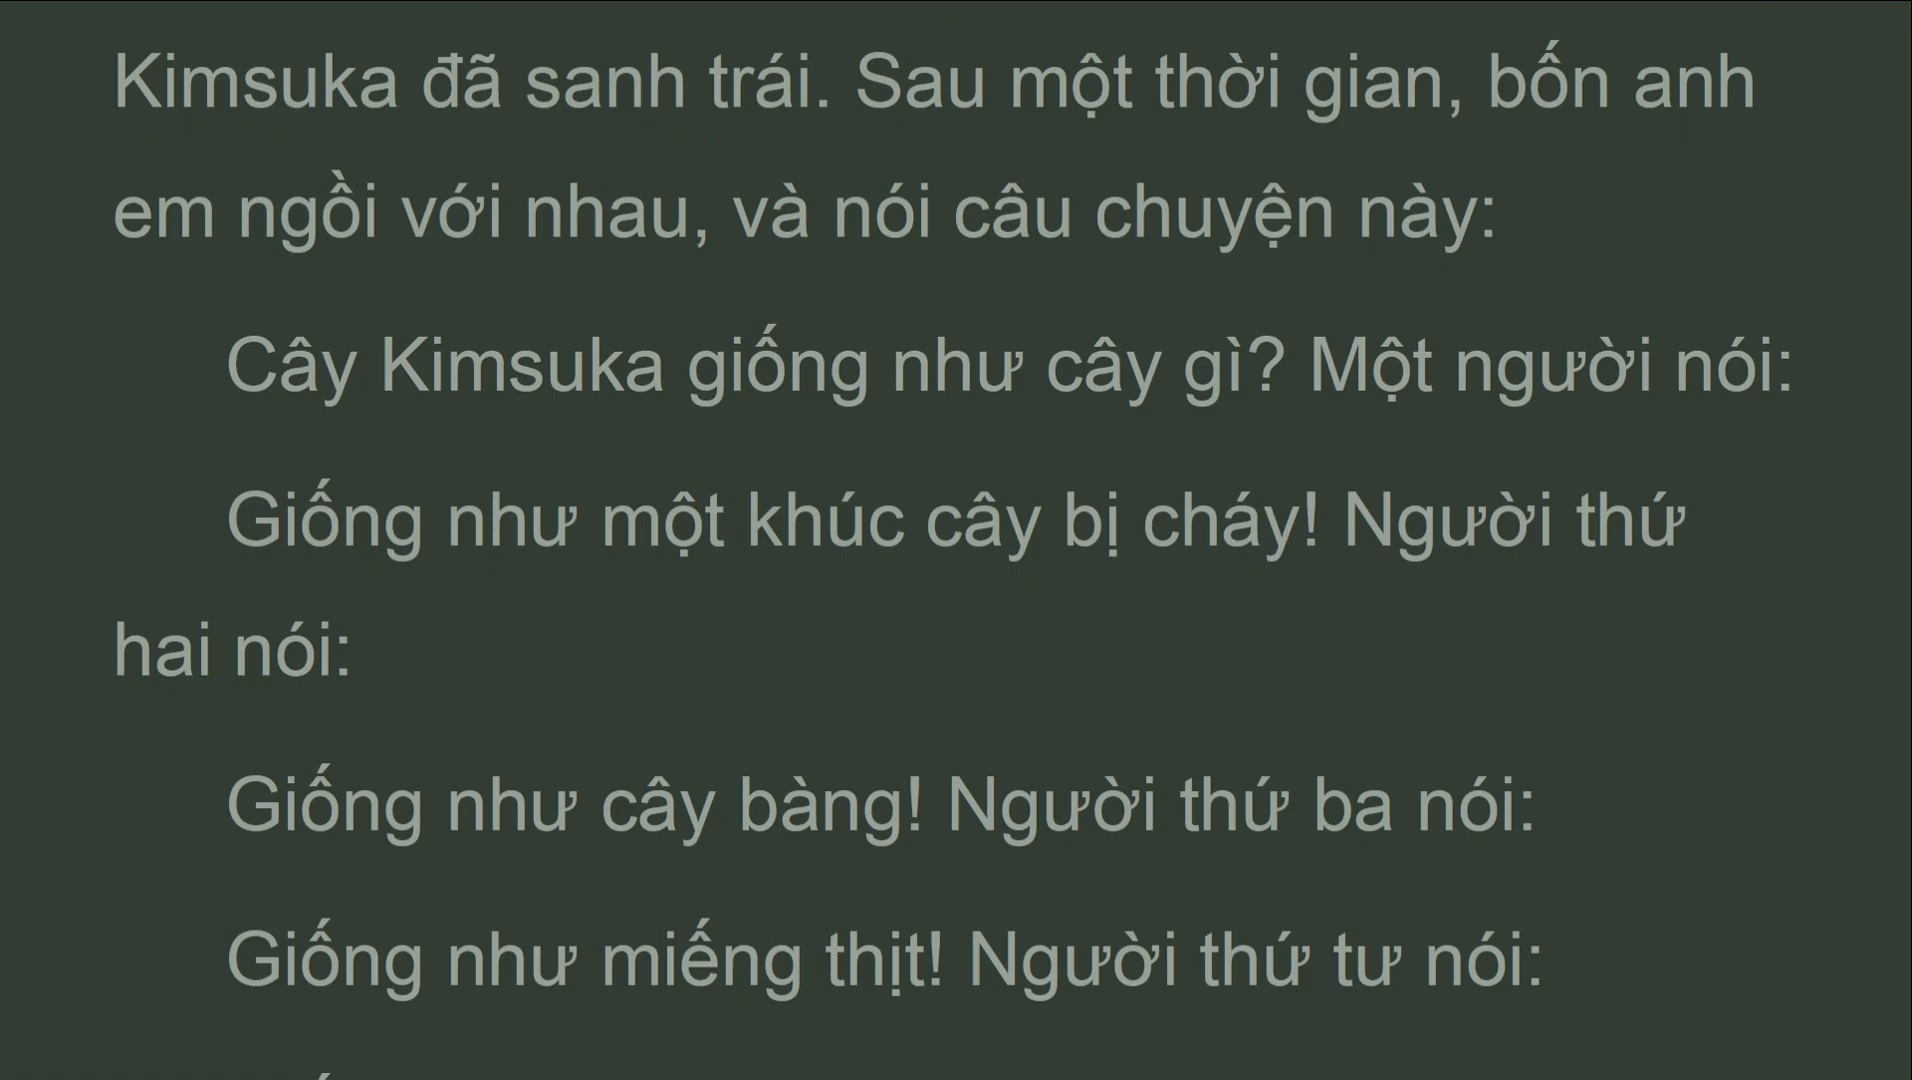 Kimsuka đã sanh trái. Sau một thời gian, bốn anh
em ngồi với nhau, và nói câu chuyện này:
Cây Kimsuka giống như cây gì? Một người nói:
Giống như một khúc cây bị cháy! Người thứ
hai nói:
Giống như cây bàng! Người thứ ba nói:
Giống như miếng thịt! Người thứ tư nói: